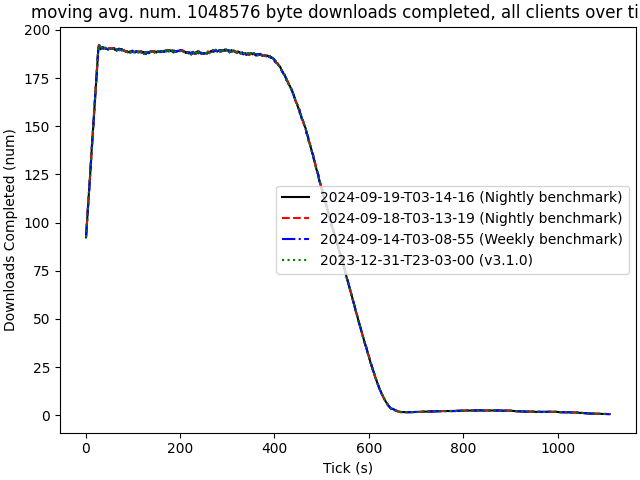 moving avg. num. 1048576 byte downloads completed, all clients over ti
200
175
150
125
100
75
50
25
0
Downloads Completed (num)
2024-09-19-T03-14-16 (Nightly benchmark)
2024-09-18-T03-13-19 (Nightly benchmark)
2024-09-14-T03-08-55 (Weekly benchmark)
2023-12-31-T23-03-00 (v3.1.0)
0 200 400 600 800 1000
Tick (s)